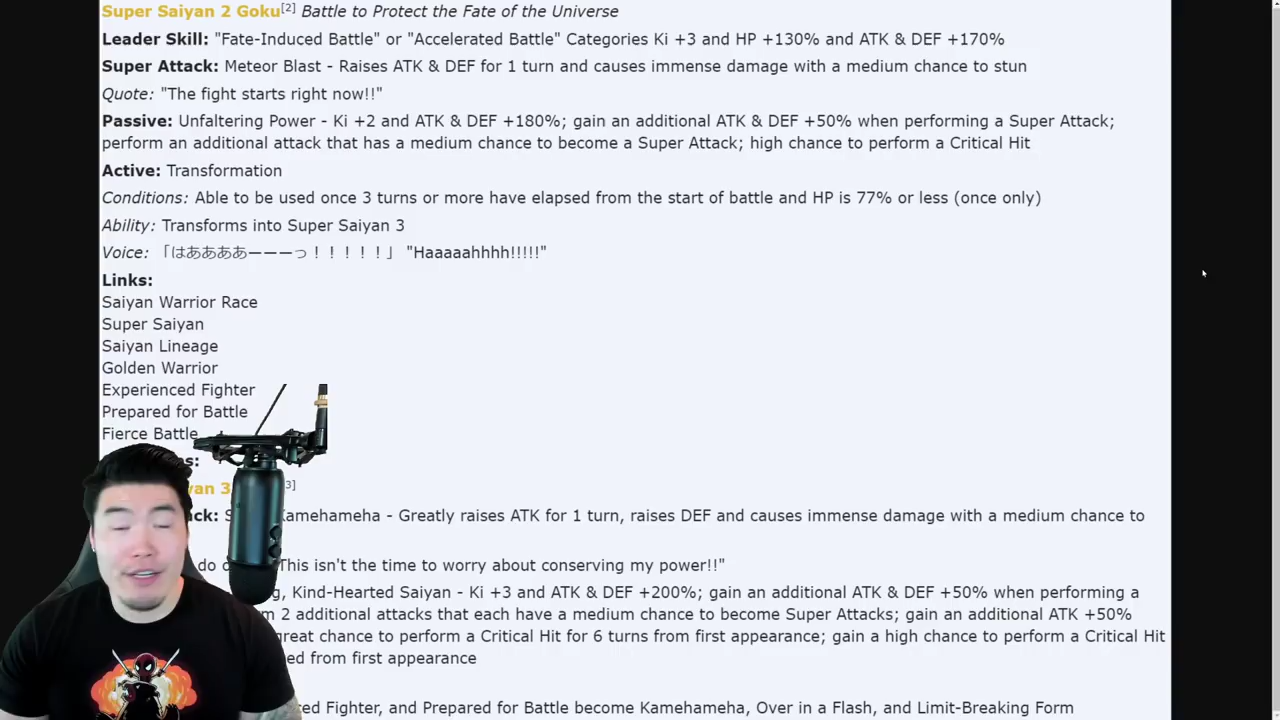 Super Saiyan 2 Goku[2] Battle to Protect the Fate of the Universe
Leader Skill: "Fate-Induced Battle" or "Accelerated Battle" Categories Ki +3 and HP +130% and ATK & DEF +170%
Super Attack: Meteor Blast - Raises ATK & DEF for 1 turn and causes immense damage with a medium chance to stun
Quote: "The fight starts right now!!"
Passive: Unfaltering Power - Ki +2 and ATK & DEF +180%; gain an additional ATK & DEF +50% when performing a Super Attack;
perform an additional attack that has a medium chance to become a Super Attack; high chance to perform a Critical Hit
Active: Transformation
Conditions: Able to be used once 3 turns or more have elapsed from the start of battle and HP is 77% or less (once only)
Ability: Transforms into Super Saiyan 3
Voice: 「はああああーーーっ！！！！！」 "Haaaaahhhh!!!!!"
Links:
Saiyan Warrior Race
Super Saiyan
Saiyan Lineage
Golden Warrior
Experienced Fighter
Prepared for Battle
Fierce Battle
3 [3]
Kamehameha - Greatly raises ATK for 1 turn, raises DEF and causes immense damage with a medium chance to
do This isn't the time to worry about conserving my power!!"
Kind-Hearted Saiyan - Ki +3 and ATK & DEF +200%; gain an additional ATK & DEF +50% when performing a
2 additional attacks that each have a medium chance to become Super Attacks; gain an additional ATK +50%
great chance to perform a Critical Hit for 6 turns from first appearance; gain a high chance to perform a Critical Hit
from first appearance
Fighter, and Prepared for Battle become Kamehameha, Over in a Flash, and Limit-Breaking Form